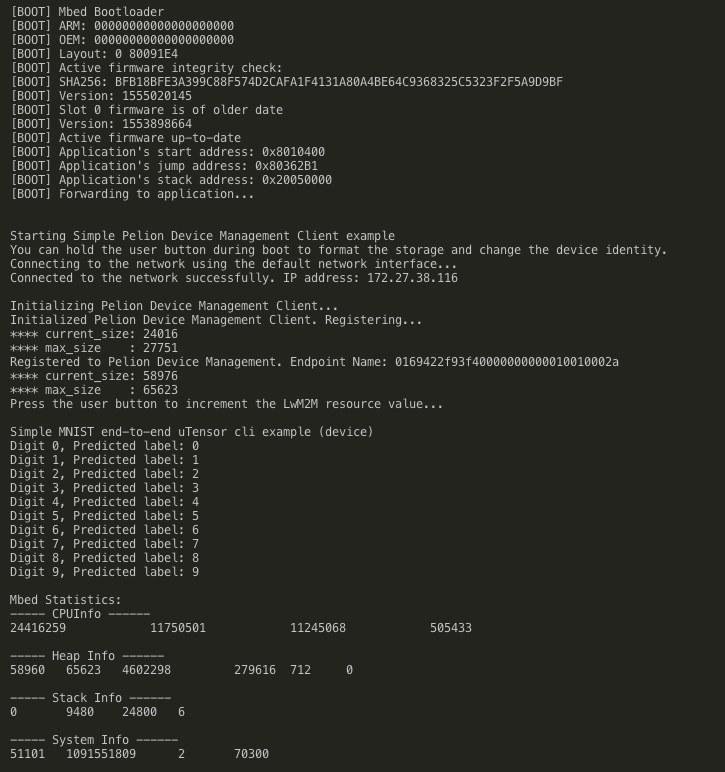 [BOOT] Mbed Bootloader
[BOOT] ARM: 00000000000000000000
[BOOT] OEM: 00000000000000000000
[BOOT] Layout: 0 80091E4
[BOOT] Active firmware integrity check:
[BOOT] SHA256: BFB18BFE3A399C88F574D2CAFA1F4131A80A4BE64C9368325C5323F2F5A9D9BF
[BOOT] Version: 1555020145
[BOOT] Slot 0 firmware is of older date
[BOOT] Version: 1553898664
[BOOT] Active firmware up-to-date
[BOOT] Application's start address: 0x8010400
[BOOT] Application's jump address: 0x80362B1
[BOOT] Application's stack address: 0x20050000
[BOOT] Forwarding to application...
Starting Simple Pelion Device Management Client example
You can hold the user button during boot to format the storage and change the device identity.
Connecting to the network using the default network interface...
Connected to the network successfully. IP address: 172.27.38.116
Initializing Pelion Device Management Client...
Initialized Pelion Device Management Client. Registering...
**** current_size: 24016
**** max_size    : 27751
Registered to Pelion Device Management. Endpoint Name: 0169422f93f40000000000010010002a
**** current_size: 58976
**** max_size    : 65623
Press the user button to increment the LwM2M resource value...
Simple MNIST end-to-end uTensor cli example (device)
Digit 0, Predicted label: 0
Digit 1, Predicted label: 1
Digit 2, Predicted label: 2
Digit 3, Predicted label: 3
Digit 4, Predicted label: 4
Digit 5, Predicted label: 5
Digit 6, Predicted label: 6
Digit 7, Predicted label: 7
Digit 8, Predicted label: 8
Digit 9, Predicted label: 9
Mbed Statistics:
----- CPUInfo ------
24416259 11750501 11245068 505433
----- Heap Info ------
58960 65623 4602298 279616 712 0
----- Stack Info ------
0 9480 24800 6
----- System Info ------
51101 1091551809 2 70300